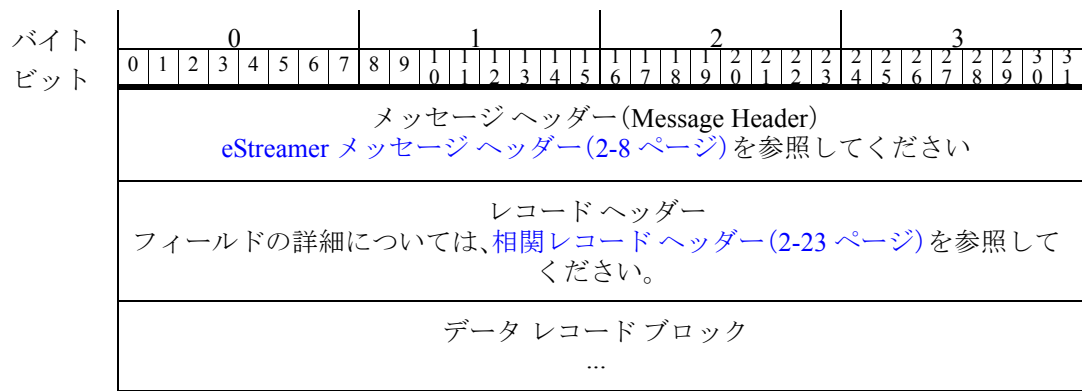 バイト 0 1 2 3
ビット 0 1 2 3 4 5 6 7 8 9 10 11 12 13 14 15 16 17 18 19 20 21 22 23 24 25 26 27 28 29 30 31
メッセージ ヘッダー(Message Header)
eStreamer メッセージ ヘッダー(2-8 ページ)を参照してください
レコード ヘッダー
フィールドの詳細については、相関レコード ヘッダー(2-23 ページ)を参照して
ください。
データ レコード ブロック
...